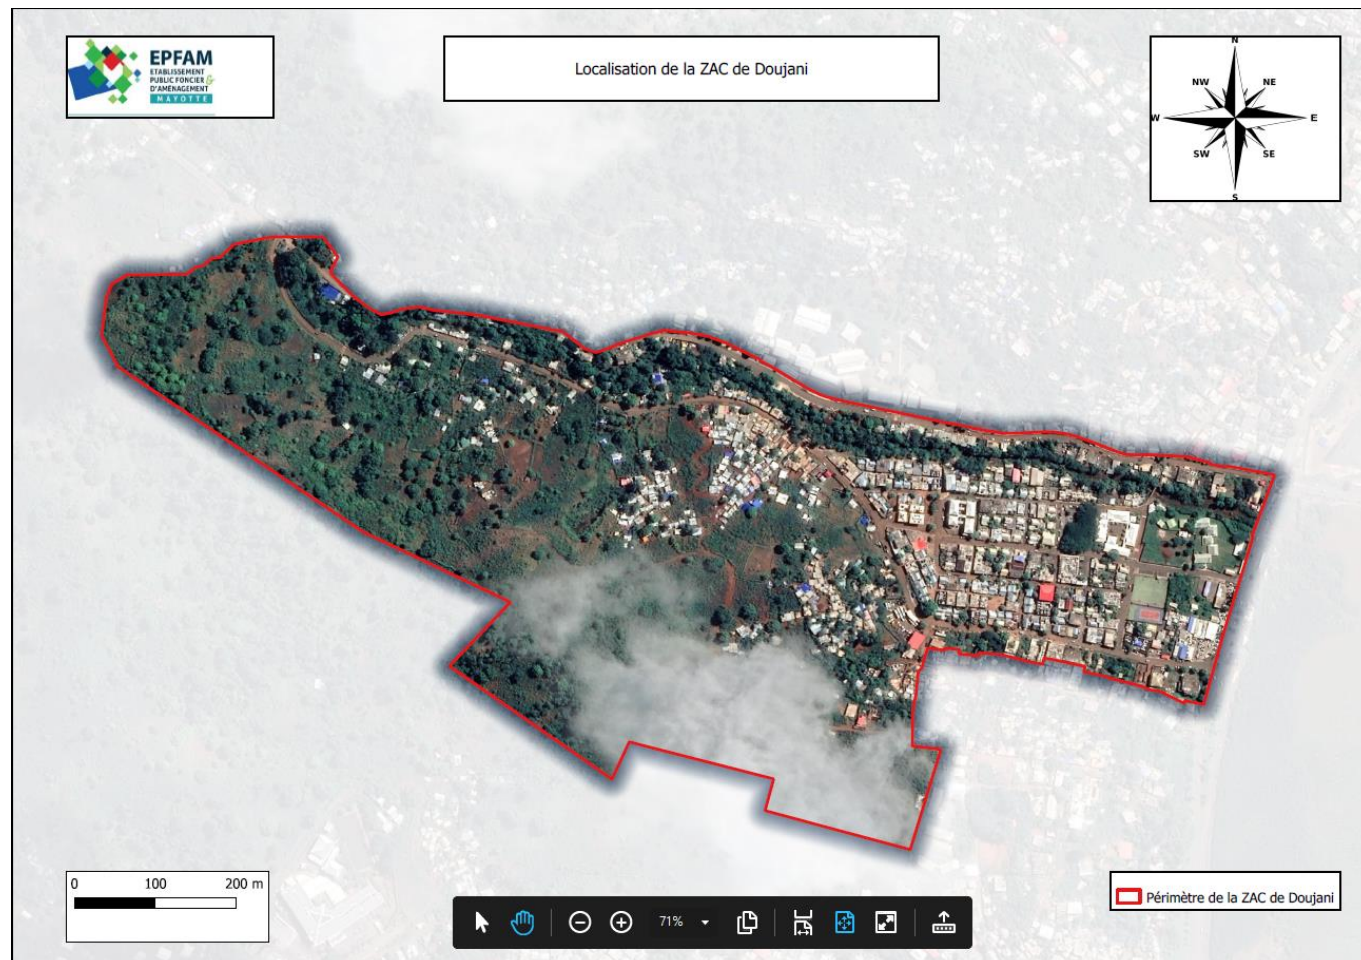 EPFAM
ETABLISSEMENT
PUBLIC FONCIER &
D'AMÉNAGEMENT
MAYOTTE
Localisation de la ZAC de Doujani
N
NW NE
W E
SW SE
S
0 100 200 m
71%
Périmètre de la ZAC de Doujani